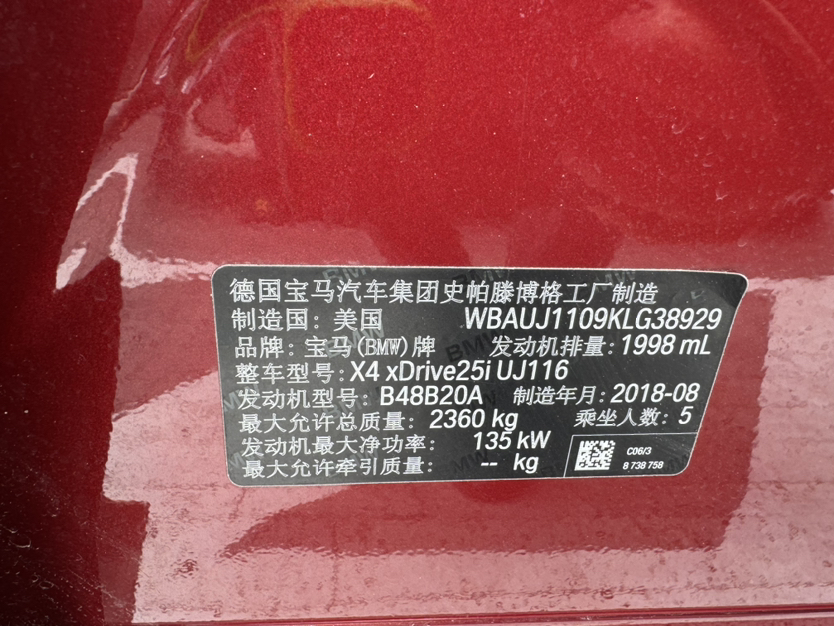 德国宝马汽车集团史帕滕博格工厂制造
制造国：美国 WBAUJ1109KLG38929
品牌：宝马(BMW)牌 发动机排量：1998 mL
整车型号：X4 xDrive25i UJ116
发动机型号：B48B20A 制造年月：2018-08
最大允许总质量：2360 kg 乘坐人数：5
发动机最大净功率：135 kW
最大允许牵引质量：-- kg
C06/3
8 738 758